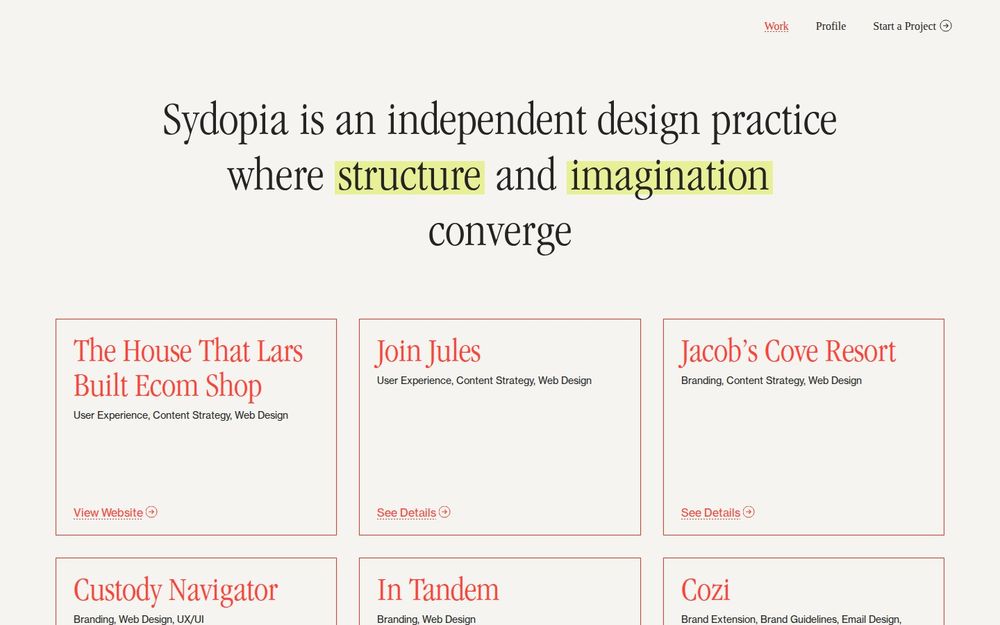 Work Profile Start a Project
Sydopia is an independent design practice
where structure and imagination
converge
The House That Lars
Built Ecom Shop
User Experience, Content Strategy, Web Design
View Website
Join Jules
User Experience, Content Strategy, Web Design
See Details
Jacob’s Cove Resort
Branding, Content Strategy, Web Design
See Details
Custody Navigator
Branding, Web Design, UX/UI
In Tandem
Branding, Web Design
Cozi
Brand Extension, Brand Guidelines, Email Design,